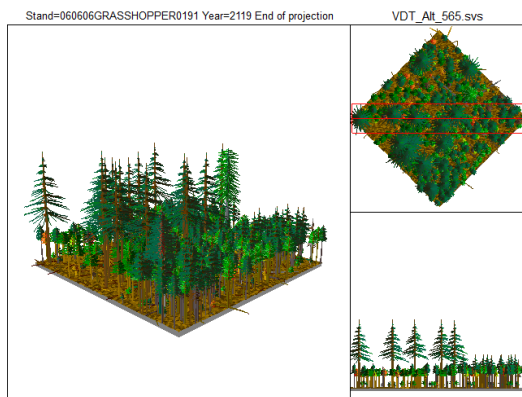 Stand=060606GRASSHOPPER0191 Year=2119 End of projection
VDT_Alt_565.svs